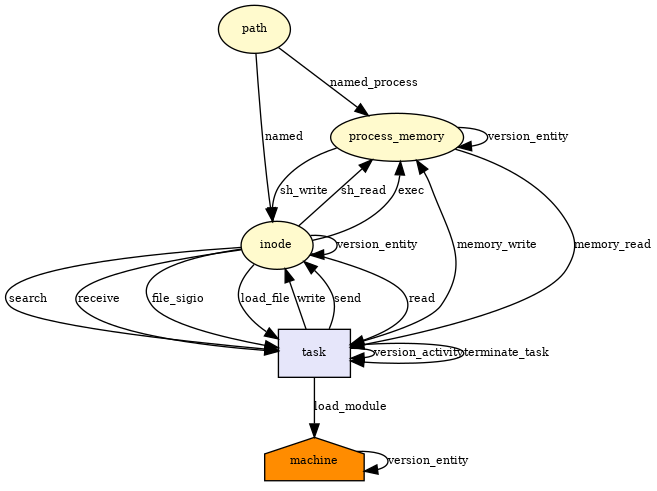 path
named_process
named
process_memory
version_entity
sh_write
sh_read
exec
inode
version_entity
memory_write
memory_read
search
receive
file_sigio
load_file
write
send
read
task
version_activity
terminate_task
load_module
machine
version_entity